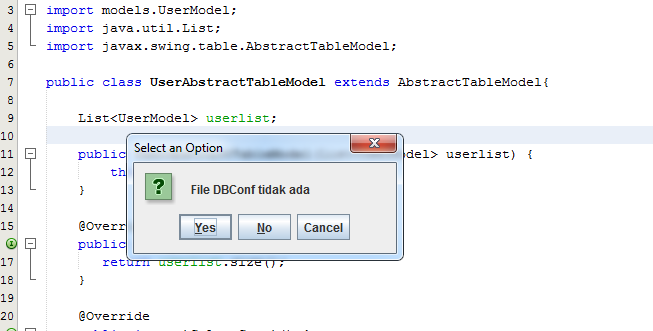 3 import models.UserModel;
4 import java.util.List;
5 import javax.swing.table.AbstractTableModel;
6
7 public class UserAbstractTableModel extends AbstractTableModel{
8
9 List<UserModel> userlist;
10
Select an Option
11 public odel> userlist) {
12 th
13 }
File DBConf tidak ada
14
15 @Overr
Yes No Cancel
publi
17 return userlist.size();
18 }
19
20 @Override